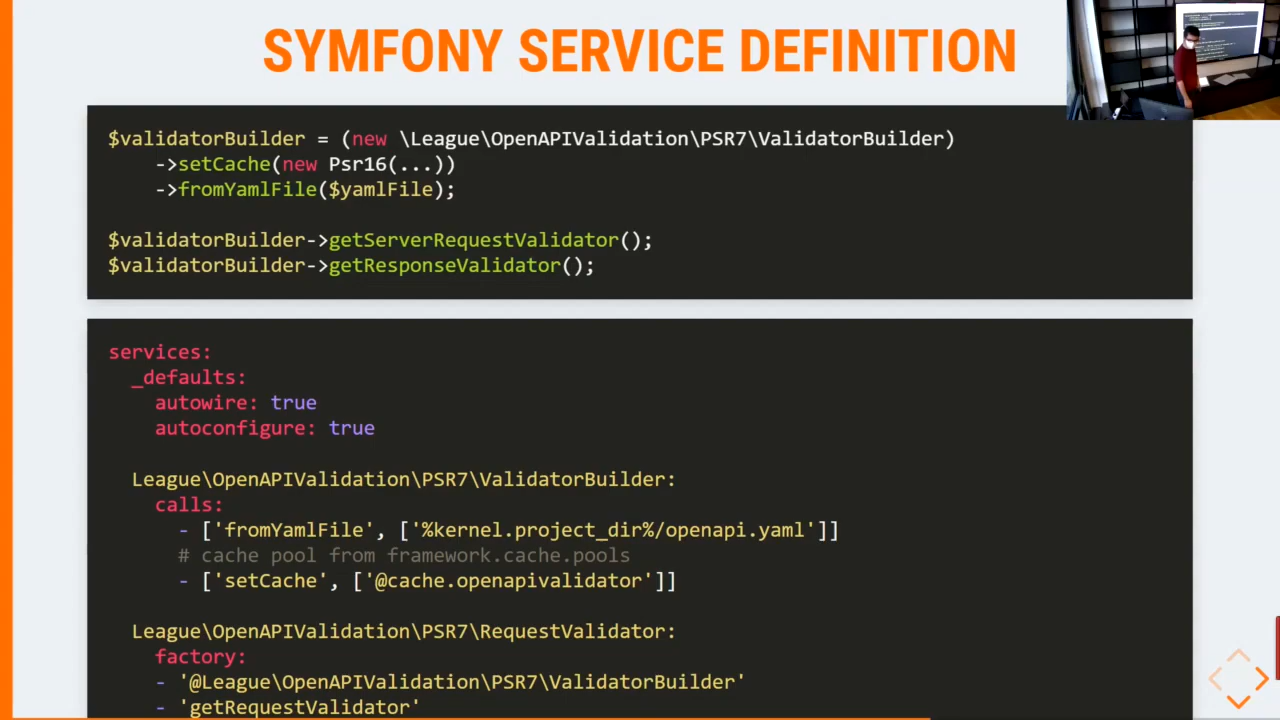 SYMFONY SERVICE DEFINITION
$validatorBuilder = (new \League\OpenAPIValidation\PSR7\ValidatorBuilder)
->setCache(new Psr16(...))
->fromYamlFile($yamlFile);
$validatorBuilder->getServerRequestValidator();
$validatorBuilder->getResponseValidator();
services:
_defaults:
autowire: true
autoconfigure: true
League\OpenAPIValidation\PSR7\ValidatorBuilder:
calls:
- ['fromYamlFile', ['%kernel.project_dir%/openapi.yaml']]
# cache pool from framework.cache.pools
- ['setCache', ['@cache.openapivalidator']]
League\OpenAPIValidation\PSR7\RequestValidator:
factory:
- '@League\OpenAPIValidation\PSR7\ValidatorBuilder'
- 'getRequestValidator'